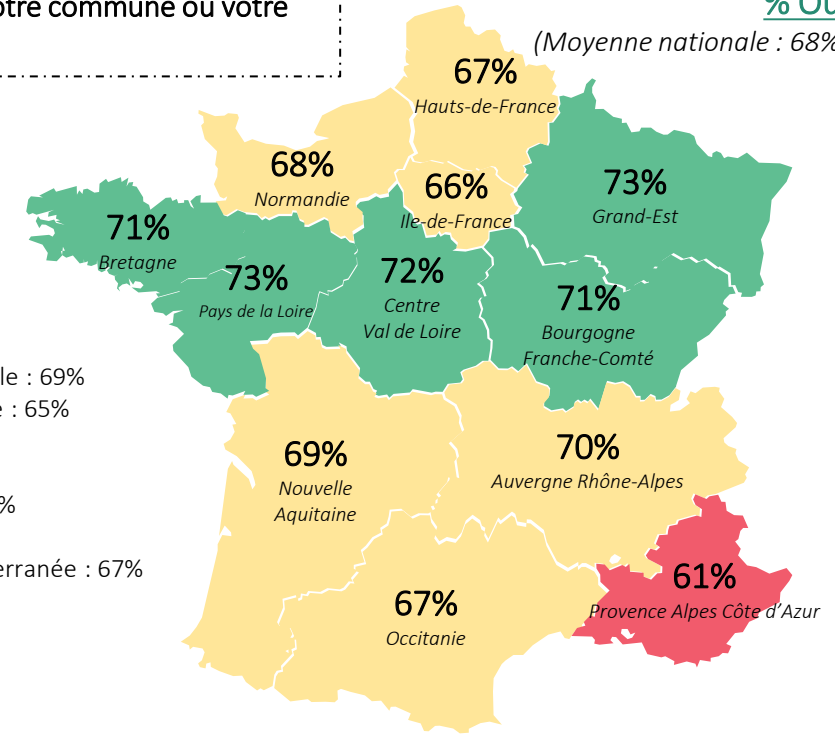 otre commune ou votre
% Ou
(Moyenne nationale : 68%
67%
Hauts-de-France
68%
Normandie
66%
Ile-de-France
73%
Grand-Est
71%
Bretagne
73%
Pays de la Loire
72%
Centre
Val de Loire
71%
Bourgogne
Franche-Comté
le : 69%
e : 65%
69%
Nouvelle
Aquitaine
70%
Auvergne Rhône-Alpes
%
erranée : 67%
67%
Occitanie
61%
Provence Alpes Côte d'Azur